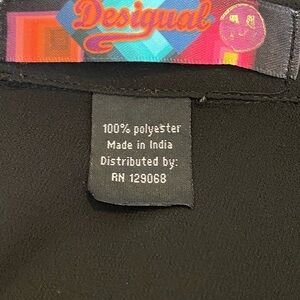 Desigual
100% polyester
Made in India
Distributed by:
RN 129068